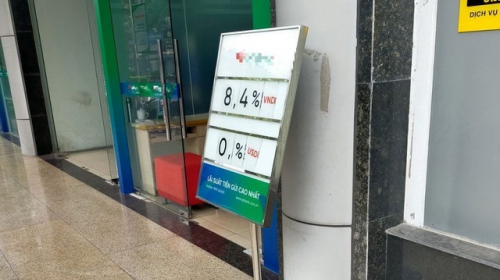 DỊCH VỤ
8,4% VND
0,% USD
LÃI SUẤT TIỀN GỬI CAO NHẤT